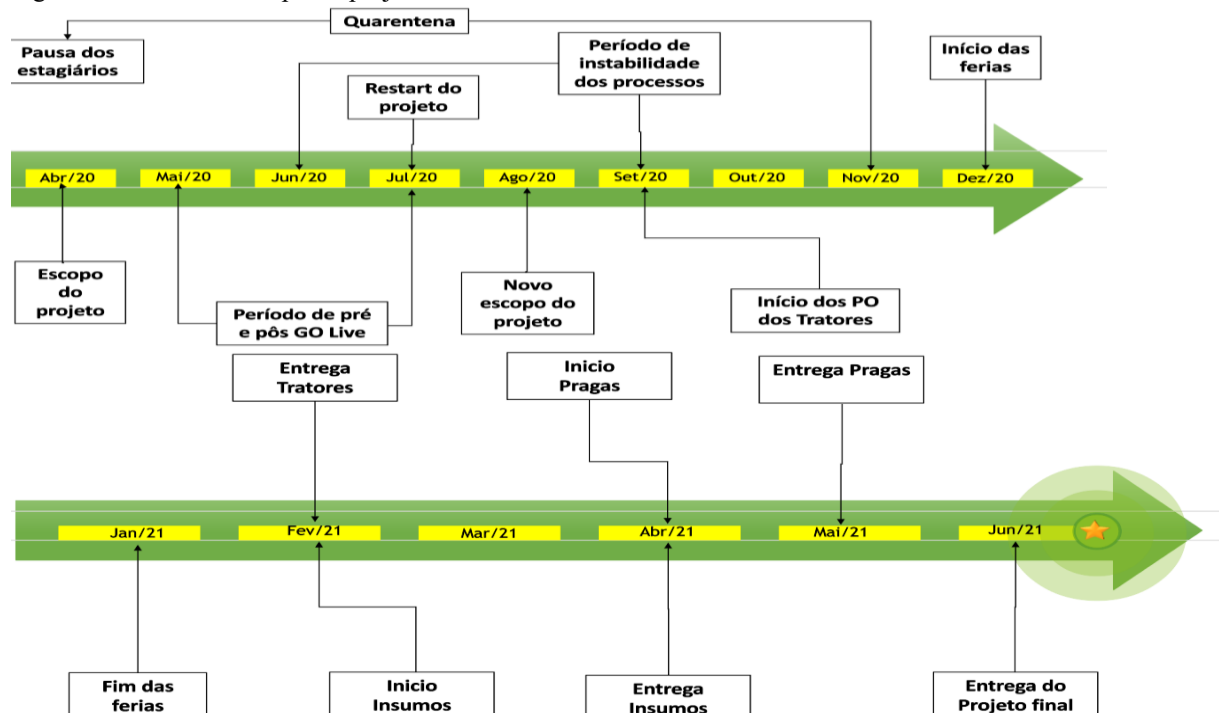 Quarentena
Pausa dos
estagiários
Período de
instabilidade
dos processos
Início das
ferias
Restart do
projeto
Abr/20
Mai/20
Jun/20
Jul/20
Ago/20
Set/20
Out/20
Nov/20
Dez/20
Escopo
do
projeto
Período de pré
e pôs GO Live
Novo
escopo do
projeto
Início dos PO
dos Tratores
Entrega
Tratores
Inicio
Pragas
Entrega Pragas
Jan/21
Fev/21
Mar/21
Abr/21
Mai/21
Jun/21
Fim das
ferias
Inicio
Insumos
Entrega
Insumos
Entrega do
Projeto final